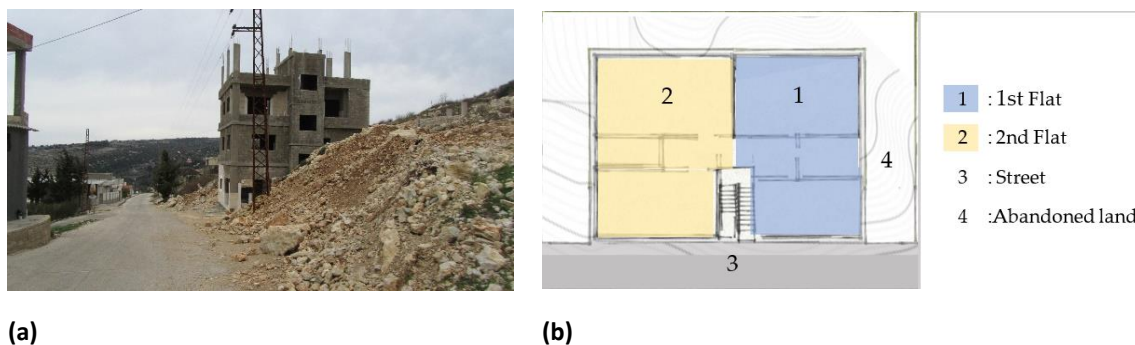 2
1
4
3
1 : 1st Flat
2 : 2nd Flat
3 : Street
4 :Abandoned land
(a)
(b)